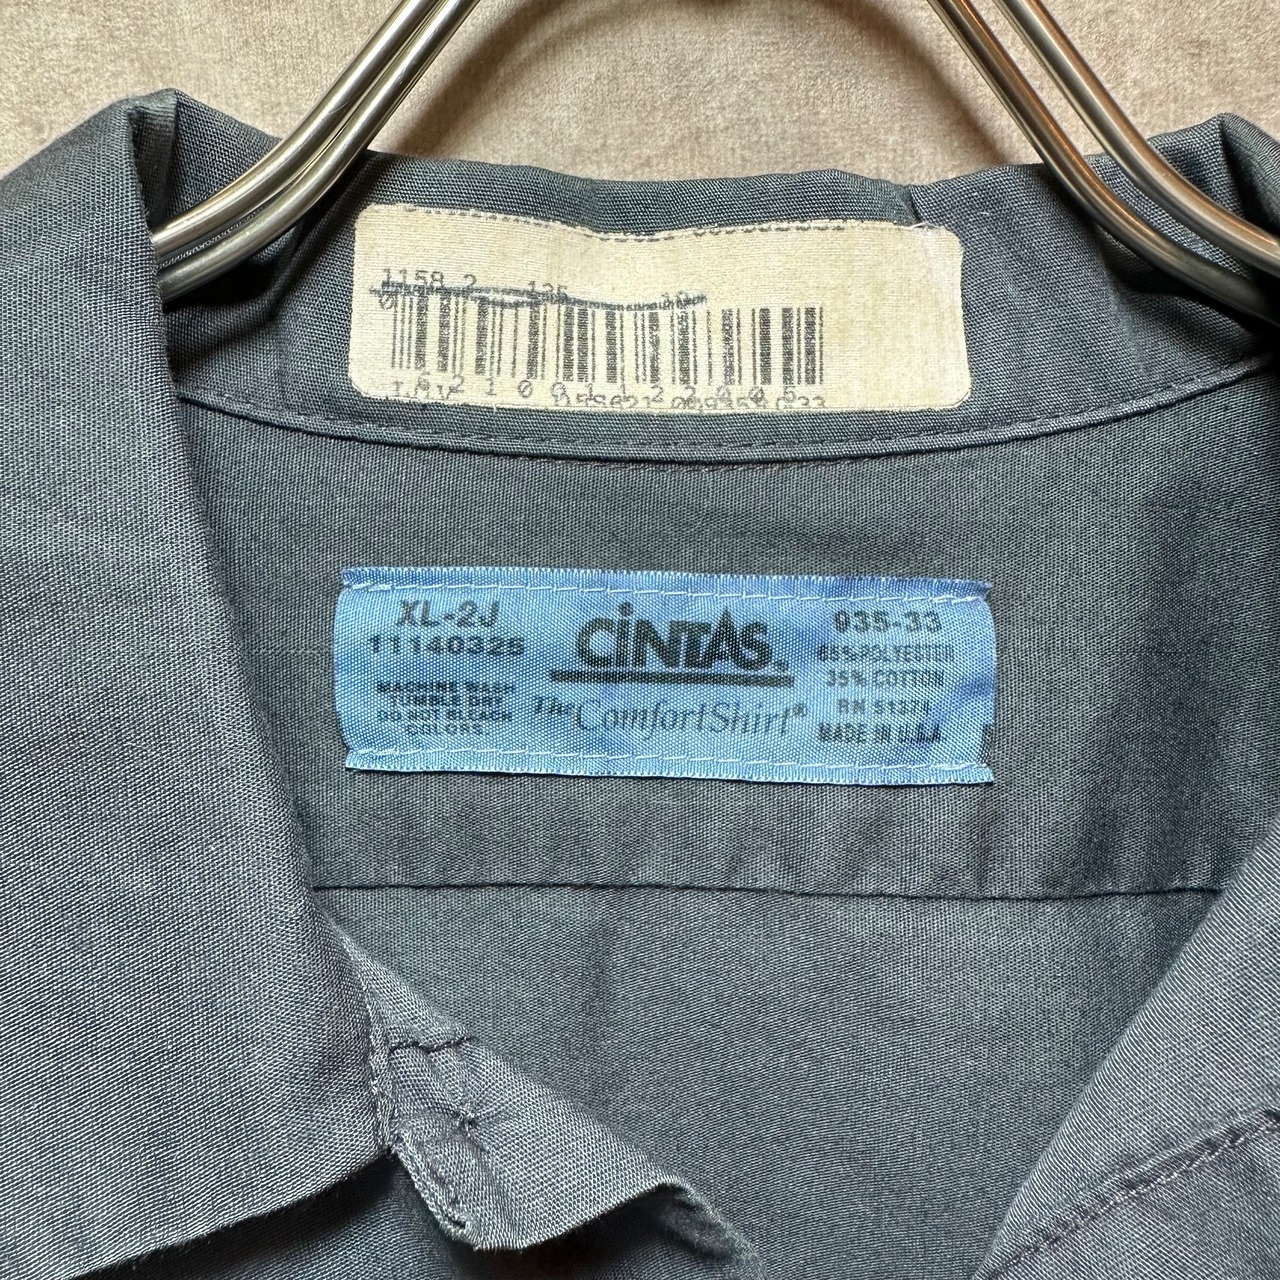 1158 2 135 18
XL-2J
11140325
MACHINE WASH
TUMBLE DRY
DO NOT BLEACH
COLORS.
CiNTAS.
The ComfortShirt®
935-33
65% POLYESTER
35% COTTON
RN 51374
MADE IN U.S.A.